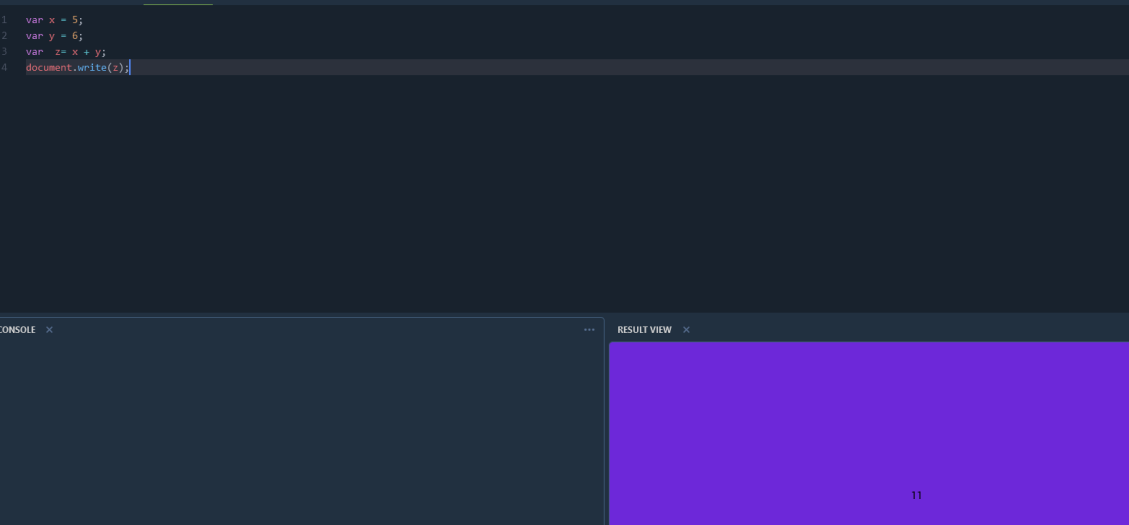 1 var x = 5;
2 var y = 6;
3 var  z= x + y;
4 document.write(z);
CONSOLE × ···
RESULT VIEW ×
11